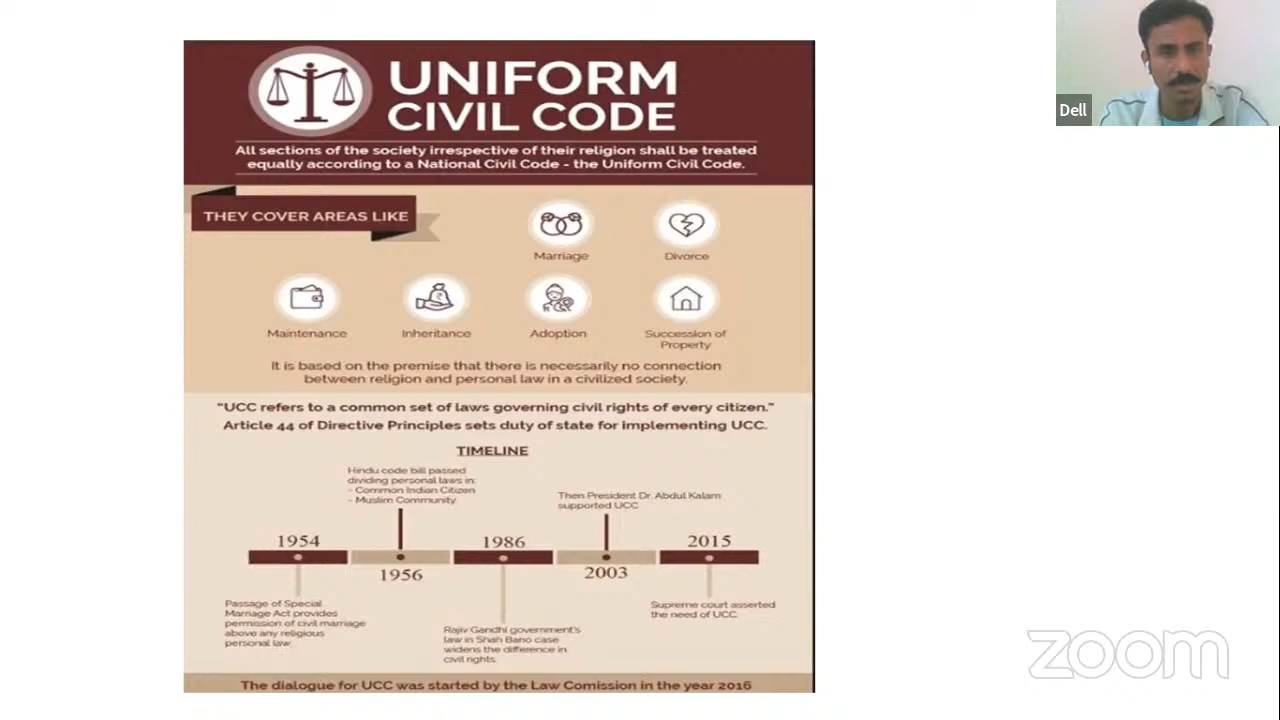 UNIFORM
CIVIL CODE
All sections of the society irrespective of their religion shall be treated
equally according to a National Civil Code - the Uniform Civil Code.
THEY COVER AREAS LIKE
Marriage
Divorce
Maintenance
Inheritance
Adoption
Succession of
Property
It is based on the premise that there is necessarily no connection
between religion and personal law in a civilized society.
“UCC refers to a common set of laws governing civil rights of every citizen.”
Article 44 of Directive Principles sets duty of state for implementing UCC.
TIMELINE
1954
Passage of Special
Marriage Act provides
permission of civil marriage
above any religious
personal law.
Hindu code bill passed
dividing personal laws in:
- Common Indian Citizen
- Muslim Community
1956
1986
Rajiv Gandhi government's
law in Shah Bano case
widens the difference in
civil rights.
Then President Dr. Abdul Kalam
supported UCC
2003
2015
Supreme court asserted
the need of UCC.
The dialogue for UCC was started by the Law Comission in the year 2016
Dell
zoom